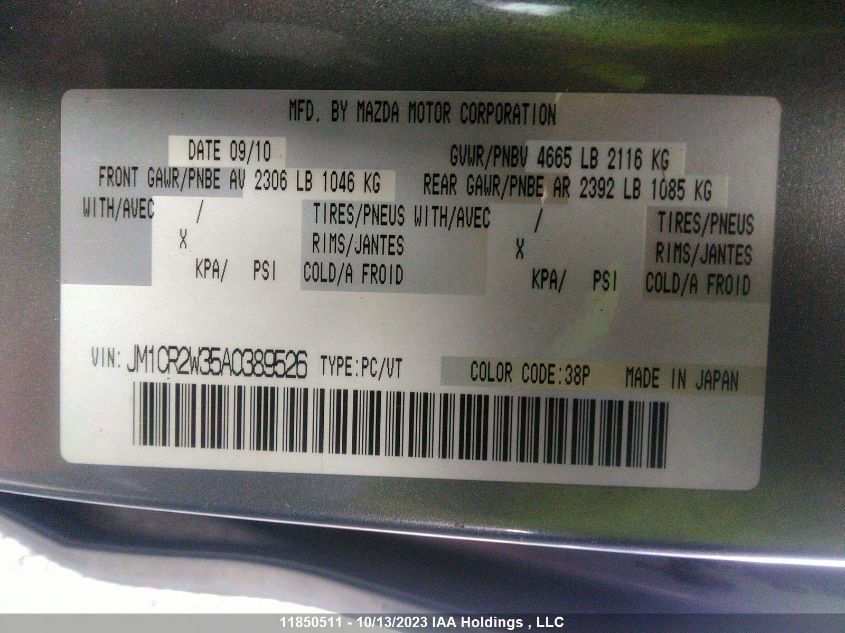 MFD. BY MAZDA MOTOR CORPORATION
DATE 09/10 GVWR/PNBV 4665 LB 2116 KG
FRONT GAWR/PNBE AV 2306 LB 1046 KG REAR GAWR/PNBE AR 2392 LB 1085 KG
WITH/AVEC / TIRES/PNEUS WITH/AVEC / TIRES/PNEUS
X RIMS/JANTES X RIMS/JANTES
KPA/ PSI COLD/A FROID KPA/ PSI COLD/A FROID
VIN: JM1CR2W35A0389526 TYPE:PC/VT COLOR CODE:38P MADE IN JAPAN
11850511 - 10/13/2023 IAA Holdings , LLC